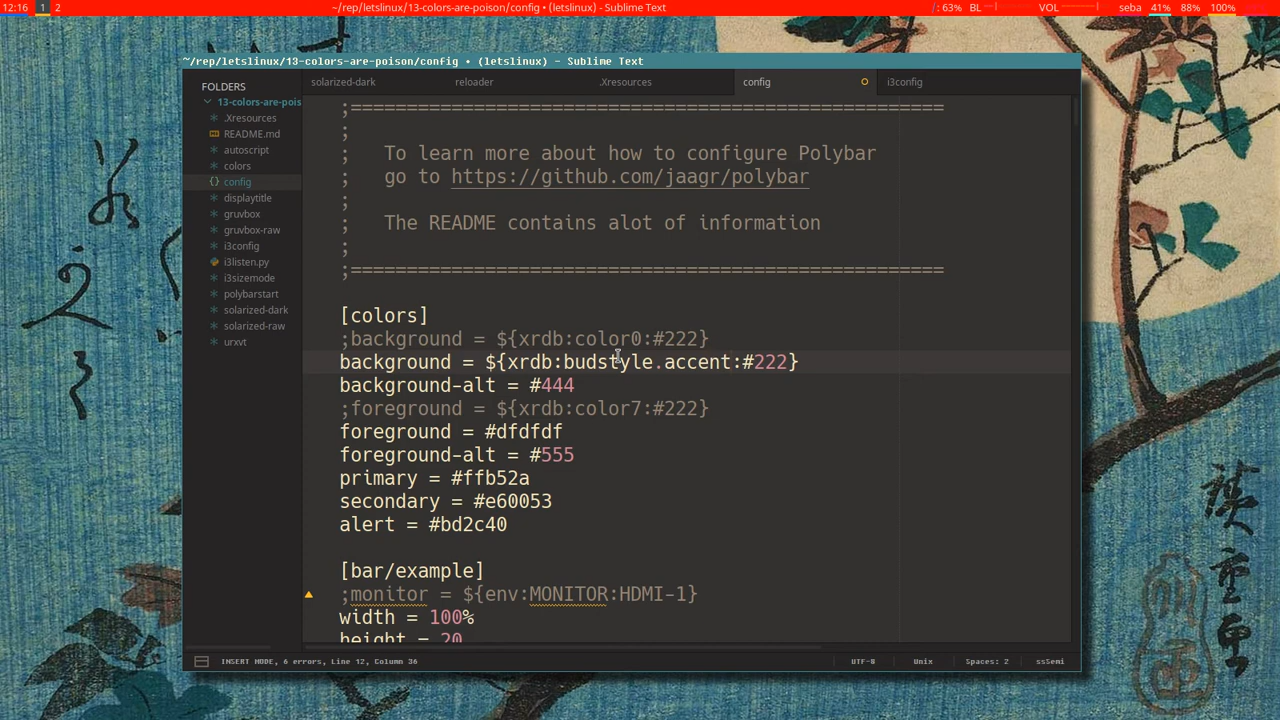 12:16 1 2 ~/rep/letslinux/13-colors-are-poison/config • (letslinux) - Sublime Text /: 63% BL VOL seba 41% 88% 100%
~/rep/letslinux/13-colors-are-poison/config • (letslinux) - Sublime Text
FOLDERS
13-colors-are-pois
.Xresources
README.md
autoscript
colors
config
displaytitle
gruvbox
gruvbox-raw
i3config
i3listen.py
i3sizemode
polybarstart
solarized-dark
solarized-raw
urxvt
solarized-dark reloader .Xresources config i3config
;=====================================================
;
; To learn more about how to configure Polybar
; go to https://github.com/jaagr/polybar
;
; The README contains alot of information
;
;=====================================================
[colors]
;background = ${xrdb:color0:#222}
background = ${xrdb:budstyle.accent:#222}
background-alt = #444
;foreground = ${xrdb:color7:#222}
foreground = #dfdfdf
foreground-alt = #555
primary = #ffb52a
secondary = #e60053
alert = #bd2c40
[bar/example]
;monitor = ${env:MONITOR:HDMI-1}
width = 100%
height = 20
INSERT MODE, 6 errors, Line 12, Column 36 UTF-8 Unix Spaces: 2 ssSemi